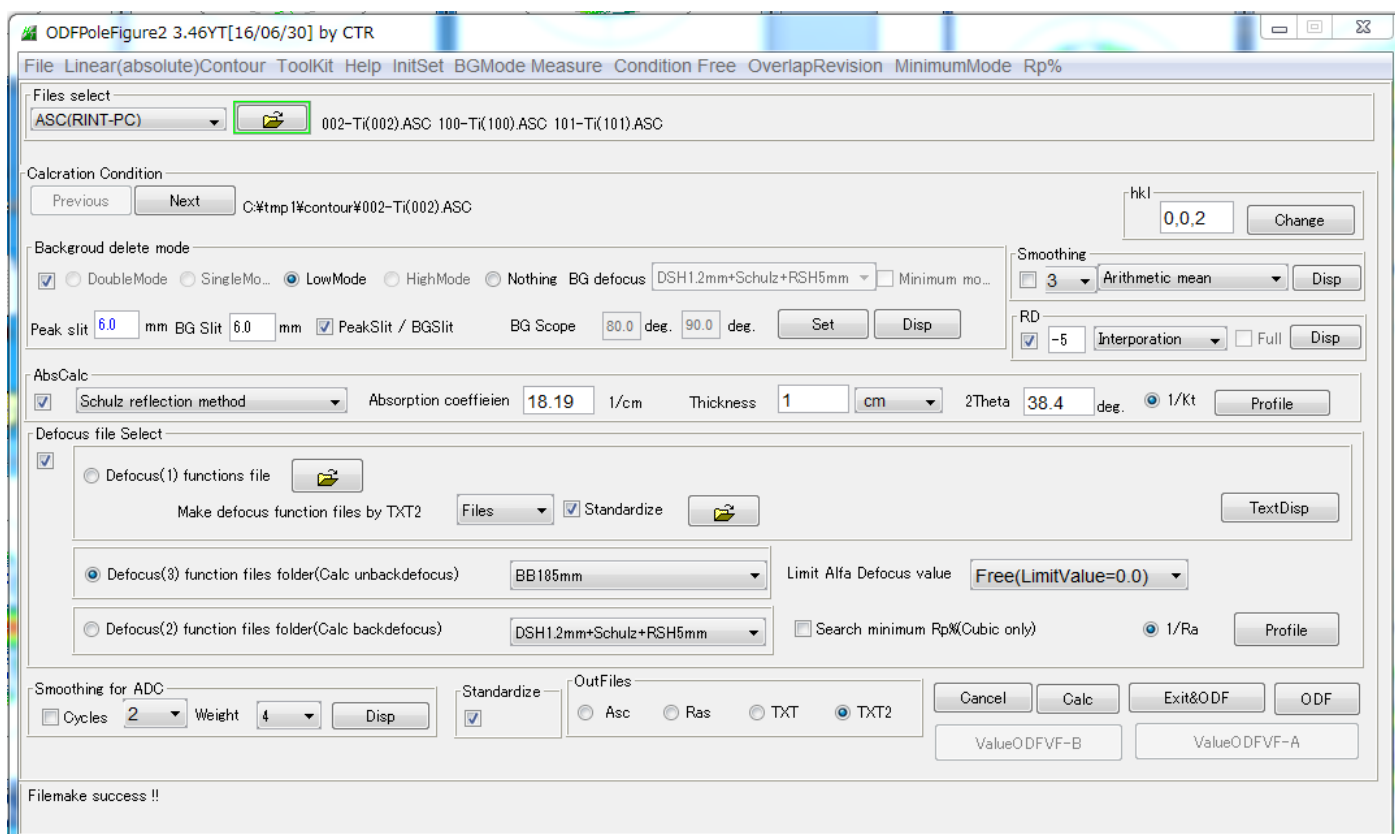 ODFPoleFigure2 3.46YT[16/06/30] by CTR
File Linear(absolute)Contour ToolKit Help InitSet BGMode Measure Condition Free OverlapRevision MinimumMode Rp%
Files select
ASC(RINT-PC) 002-Ti(002).ASC 100-Ti(100).ASC 101-Ti(101).ASC
Calcration Condition
Previous Next C:¥tmp1¥contour¥002-Ti(002).ASC
hkl
0,0,2 Change
Backgroud delete mode
DoubleMode SingleMo... LowMode HighMode Nothing BG defocus DSH1.2mm+Schulz+RSH5mm Minimum mo...
Peak slit 6.0 mm BG Slit 6.0 mm PeakSlit / BGSlit BG Scope 80.0 deg. 90.0 deg. Set Disp
Smoothing
3 Arithmetic mean Disp
RD
-5 Interporation Full Disp
AbsCalc
Schulz reflection method Absorption coeffieien 18.19 1/cm Thickness 1 cm 2Theta 38.4 deg. 1/Kt Profile
Defocus file Select
Defocus(1) functions file
Make defocus function files by TXT2 Files Standardize TextDisp
Defocus(3) function files folder(Calc unbackdefocus) BB185mm Limit Alfa Defocus value Free(LimitValue=0.0)
Defocus(2) function files folder(Calc backdefocus) DSH1.2mm+Schulz+RSH5mm Search minimum Rp%(Cubic only) 1/Ra Profile
Smoothing for ADC
Cycles 2 Weight 4 Disp
Standardize
OutFiles
Asc Ras TXT TXT2
Cancel Calc Exit&ODF ODF
ValueODFVF-B ValueODFVF-A
Filemake success !!